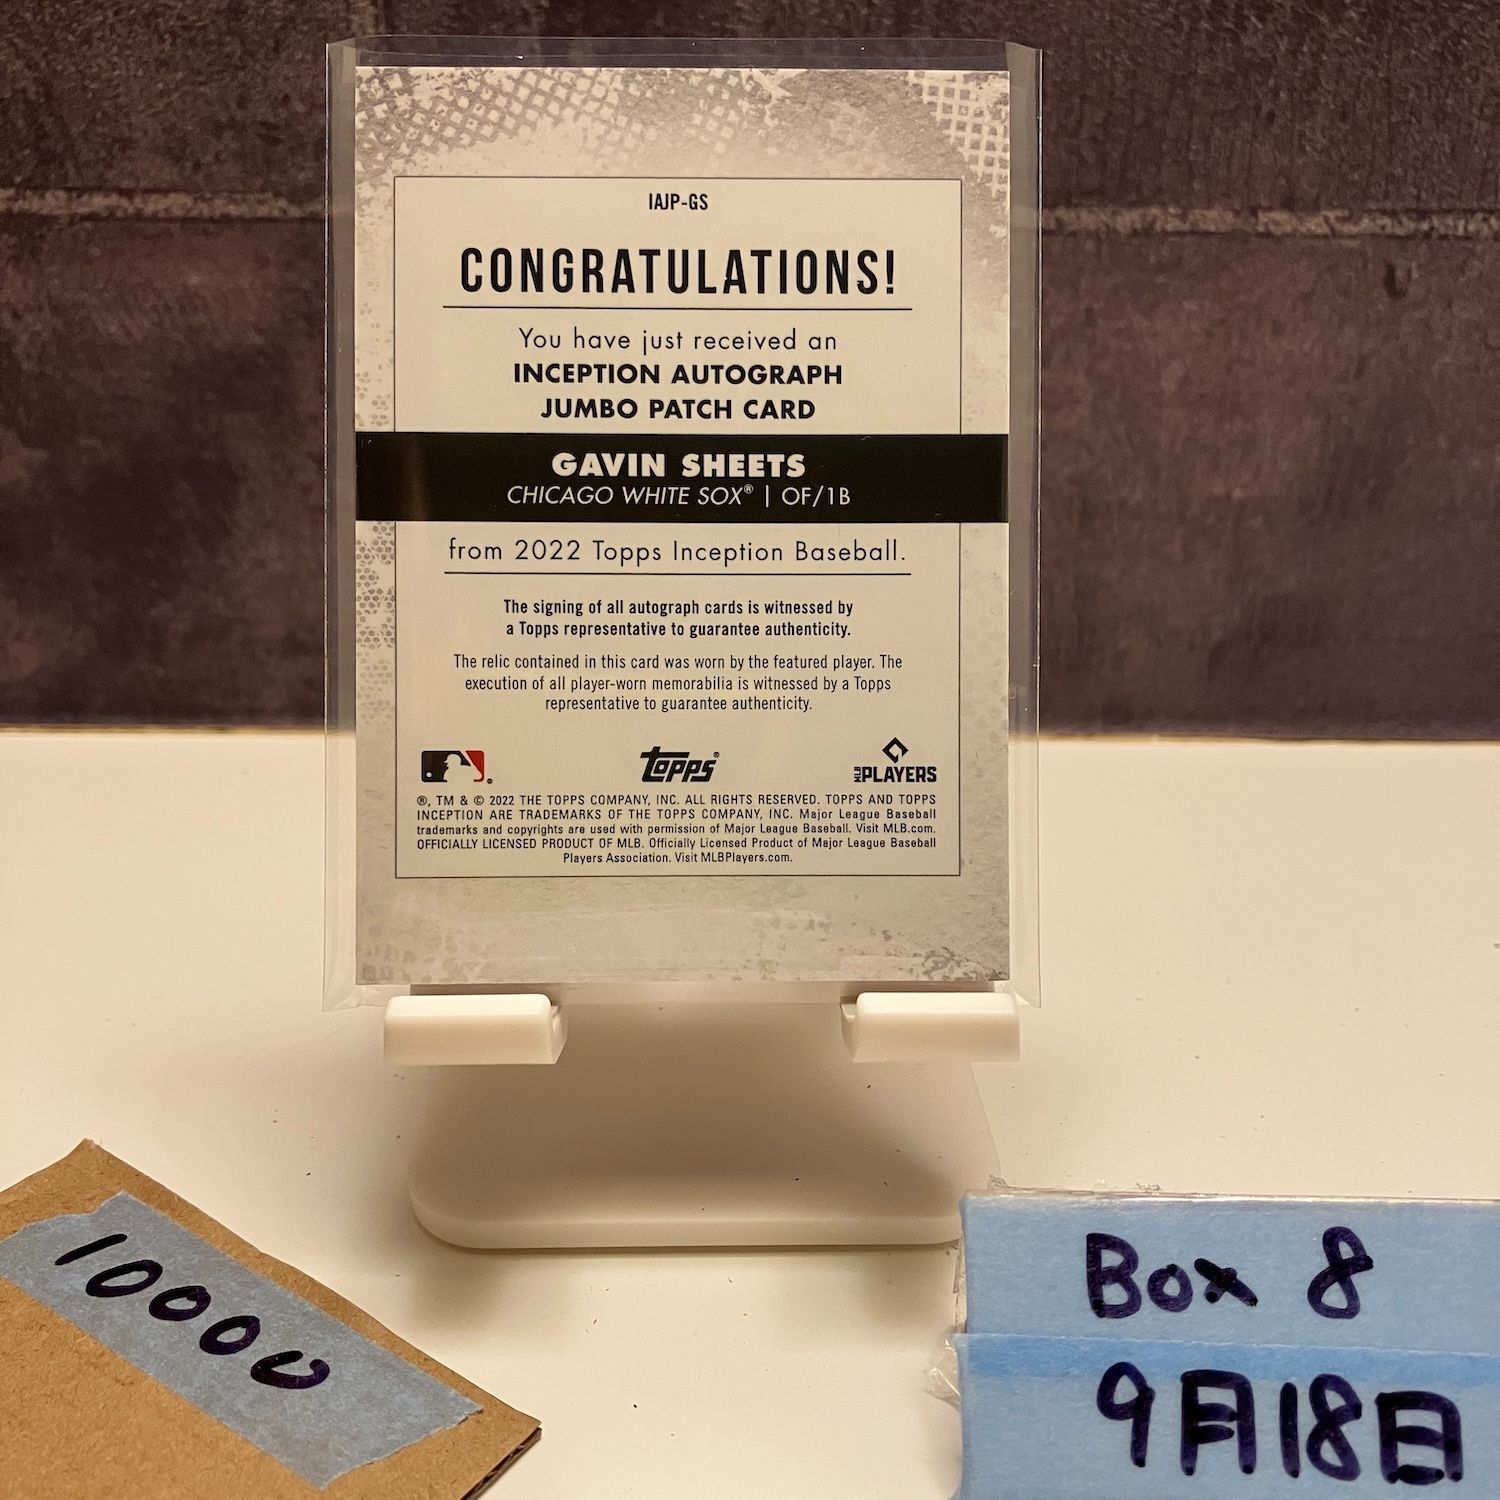 IAJP-GS
CONGRATULATIONS!
You have just received an
INCEPTION AUTOGRAPH
JUMBO PATCH CARD
GAVIN SHEETS
CHICAGO WHITE SOX® | OF/1B
from 2022 Topps Inception Baseball.
The signing of all autograph cards is witnessed by
a Topps representative to guarantee authenticity.
The relic contained in this card was worn by the featured player. The
execution of all player-worn memorabilia is witnessed by a Topps
representative to guarantee authenticity.
®
topps®
MLB PLAYERS
®, TM & © 2022 THE TOPPS COMPANY, INC. ALL RIGHTS RESERVED. TOPPS AND TOPPS
INCEPTION ARE TRADEMARKS OF THE TOPPS COMPANY, INC. Major League Baseball
trademarks and copyrights are used with permission of Major League Baseball. Visit MLB.com.
OFFICIALLY LICENSED PRODUCT OF MLB. Officially Licensed Product of Major League Baseball
Players Association. Visit MLBPlayers.com.
10000
Box 8
9月18日